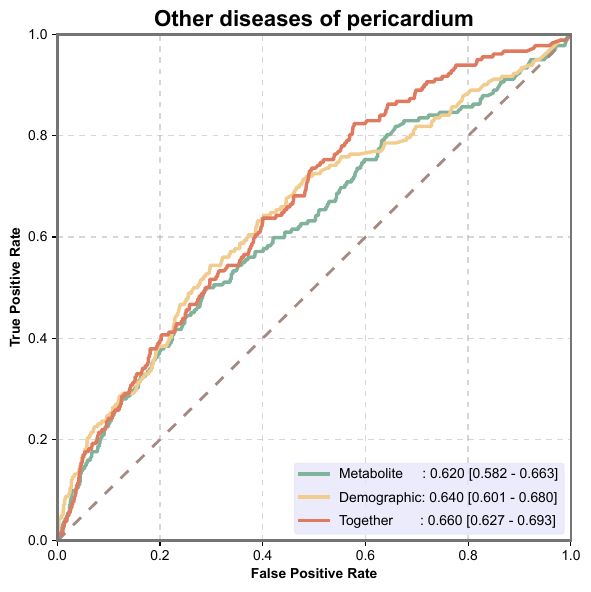 Other diseases of pericardium
1.0
0.8
0.6
0.4
0.2
0.0
True Positive Rate
Metabolite : 0.620 [0.582 - 0.663]
Demographic: 0.640 [0.601 - 0.680]
Together : 0.660 [0.627 - 0.693]
0.0 0.2 0.4 0.6 0.8 1.0
False Positive Rate